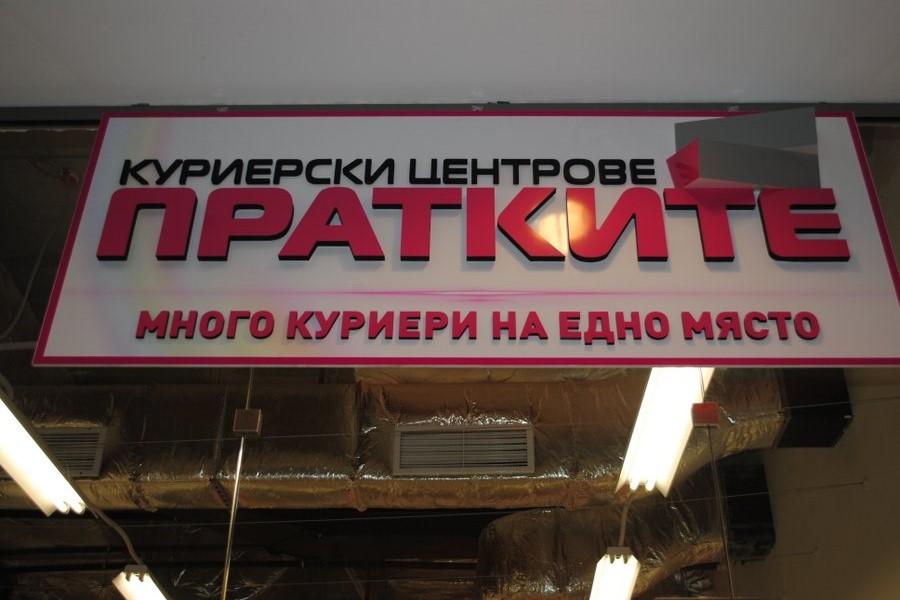 КУРИЕРСКИ ЦЕНТРОВЕ
ПРАТКИТЕ
МНОГО КУРИЕРИ НА ЕДНО МЯСТО